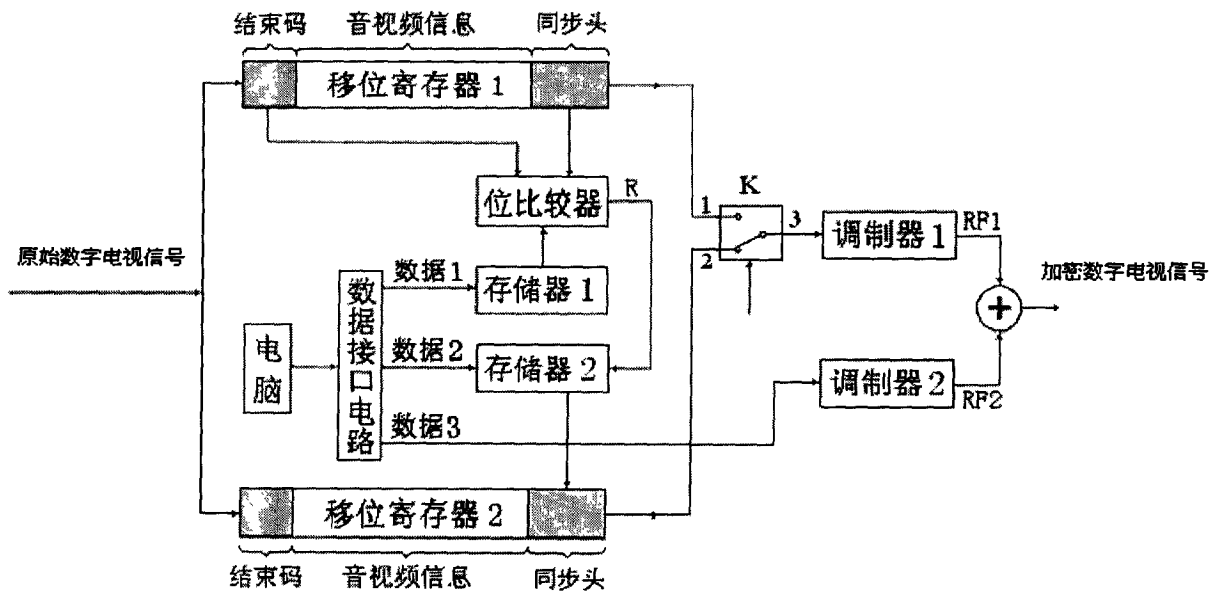 结束码 音视频信息 同步头
移位寄存器1
位比较器
R
K
1
2
3
调制器1
RF1
原始数字电视信号
数据1
存储器1
加密数字电视信号
电脑
数据接口电路
数据2
存储器2
调制器2
RF2
数据3
移位寄存器2
结束码 音视频信息 同步头